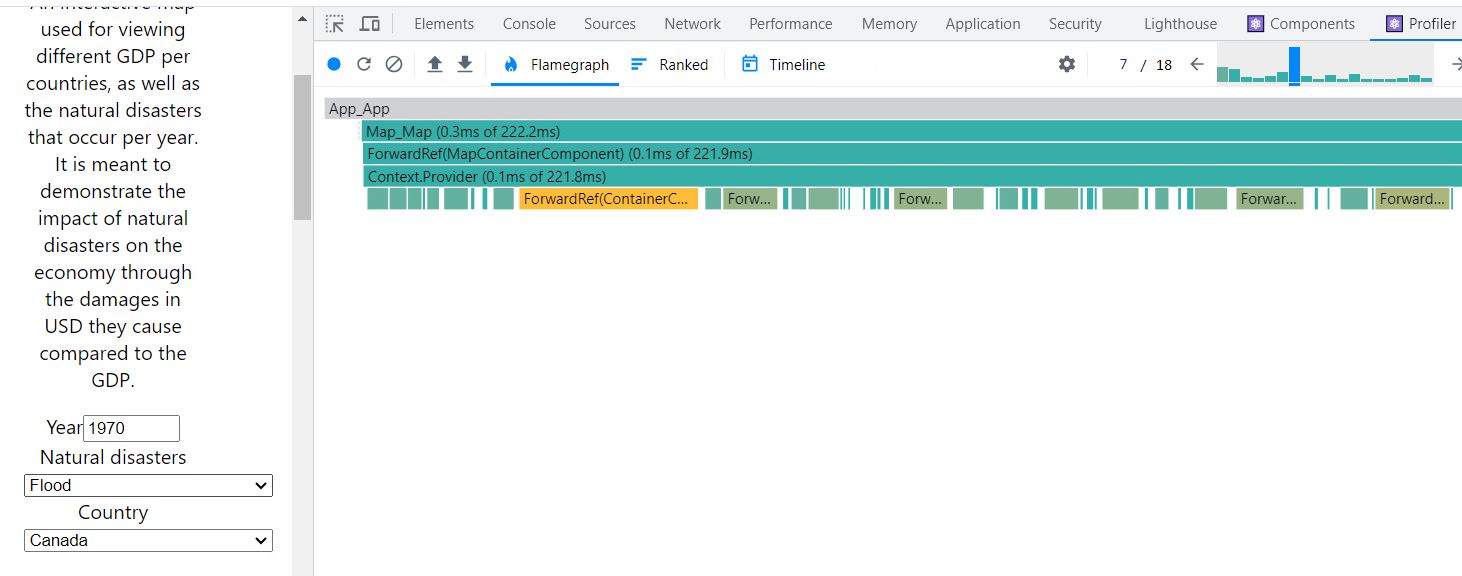 An interactive map
used for viewing
different GDP per
countries, as well as
the natural disasters
that occur per year.
It is meant to
demonstrate the
impact of natural
disasters on the
economy through
the damages in
USD they cause
compared to the
GDP.
Year 1970
Natural disasters
Flood
Country
Canada
Elements Console Sources Network Performance Memory Application Security Lighthouse Components Profiler
Flamegraph Ranked Timeline 7 / 18
App_App
Map_Map (0.3ms of 222.2ms)
ForwardRef(MapContainerComponent) (0.1ms of 221.9ms)
Context.Provider (0.1ms of 221.8ms)
ForwardRef(ContainerC... Forw... Forw... Forwar... Forward...